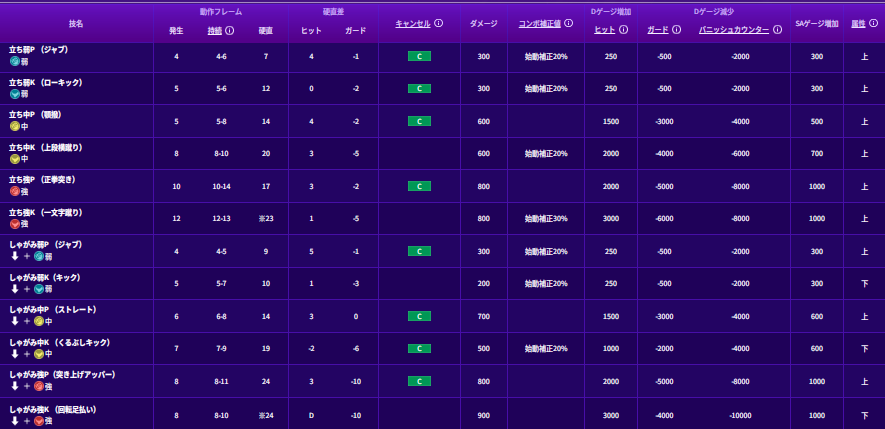 技名 動作フレーム 硬直差 キャンセル ダメージ コンボ補正値 Dゲージ増加 Dゲージ減少 SAゲージ増加 属性
発生 持続 硬直 ヒット ガード ヒット ガード パニッシュカウンター
立ち弱P （ジャブ） 4 4-6 7 4 -1 C 300 始動補正20% 250 -500 -2000 300 上
弱
立ち弱K （ローキック） 5 5-6 12 0 -2 C 300 始動補正20% 250 -500 -2000 300 上
弱
立ち中P （顎撥） 5 5-8 14 4 -2 C 600 1500 -3000 -4000 500 上
中
立ち中K （上段横蹴り） 8 8-10 20 3 -5 600 始動補正20% 2000 -4000 -6000 700 上
中
立ち強P （正拳突き） 10 10-14 17 3 -2 C 800 2000 -5000 -8000 1000 上
強
立ち強K （一文字蹴り） 12 12-13 ※23 1 -5 800 始動補正30% 3000 -6000 -8000 1000 上
強
しゃがみ弱P （ジャブ） 4 4-5 9 5 -1 C 300 始動補正20% 250 -500 -2000 300 上
+ 弱
しゃがみ弱K（キック） 5 5-7 10 1 -3 200 始動補正20% 250 -500 -2000 300 下
+ 弱
しゃがみ中P （ストレート） 6 6-8 14 3 0 C 700 1500 -3000 -4000 600 上
+ 中
しゃがみ中K （くるぶしキック） 7 7-9 19 -2 -6 C 500 始動補正20% 1000 -2000 -4000 600 下
+ 中
しゃがみ強P（突き上げアッパー） 8 8-11 24 3 -10 C 800 2000 -5000 -8000 1000 上
+ 強
しゃがみ強K （回転足払い） 8 8-10 ※24 D -10 900 3000 -4000 -10000 1000 下
+ 強